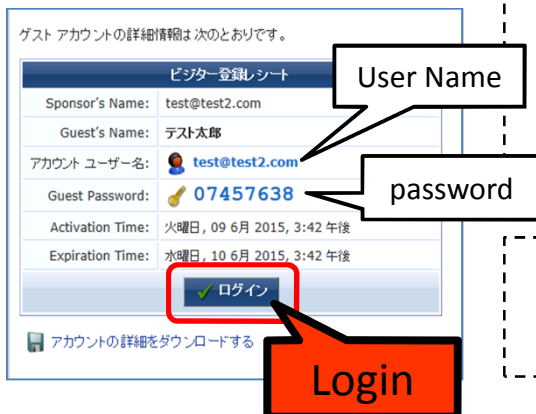 ゲスト アカウントの詳細情報は次のとおりです。
ビジター登録レシート
User Name
Sponsor's Name: test@test2.com
Guest's Name: テスト太郎
アカウント ユーザー名: test@test2.com
Guest Password: 07457638
password
Activation Time: 火曜日, 09 6月 2015, 3:42 午後
Expiration Time: 水曜日, 10 6月 2015, 3:42 午後
ログイン
アカウントの詳細をダウンロードする
Login